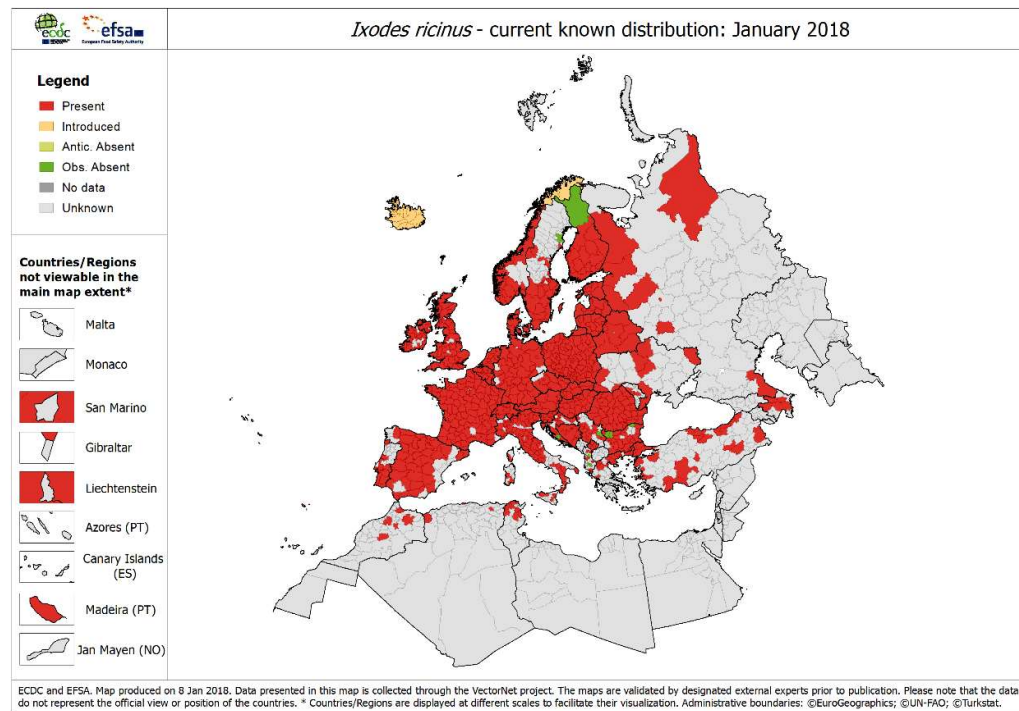 ecdc
efsa
European Food Safety Authority
Ixodes ricinus - current known distribution: January 2018
Legend
Present
Introduced
Antic. Absent
Obs. Absent
No data
Unknown
Countries/Regions
not viewable in the
main map extent*
Malta
Monaco
San Marino
Gibraltar
Liechtenstein
Azores (PT)
Canary Islands
(ES)
Madeira (PT)
Jan Mayen (NO)
ECDC and EFSA. Map produced on 8 Jan 2018. Data presented in this map is collected through the VectorNet project. The maps are validated by designated external experts prior to publication. Please note that the data
do not represent the official view or position of the countries. * Countries/Regions are displayed at different scales to facilitate their visualization. Administrative boundaries: ©EuroGeographics; ©UN-FAO; ©Turkstat.